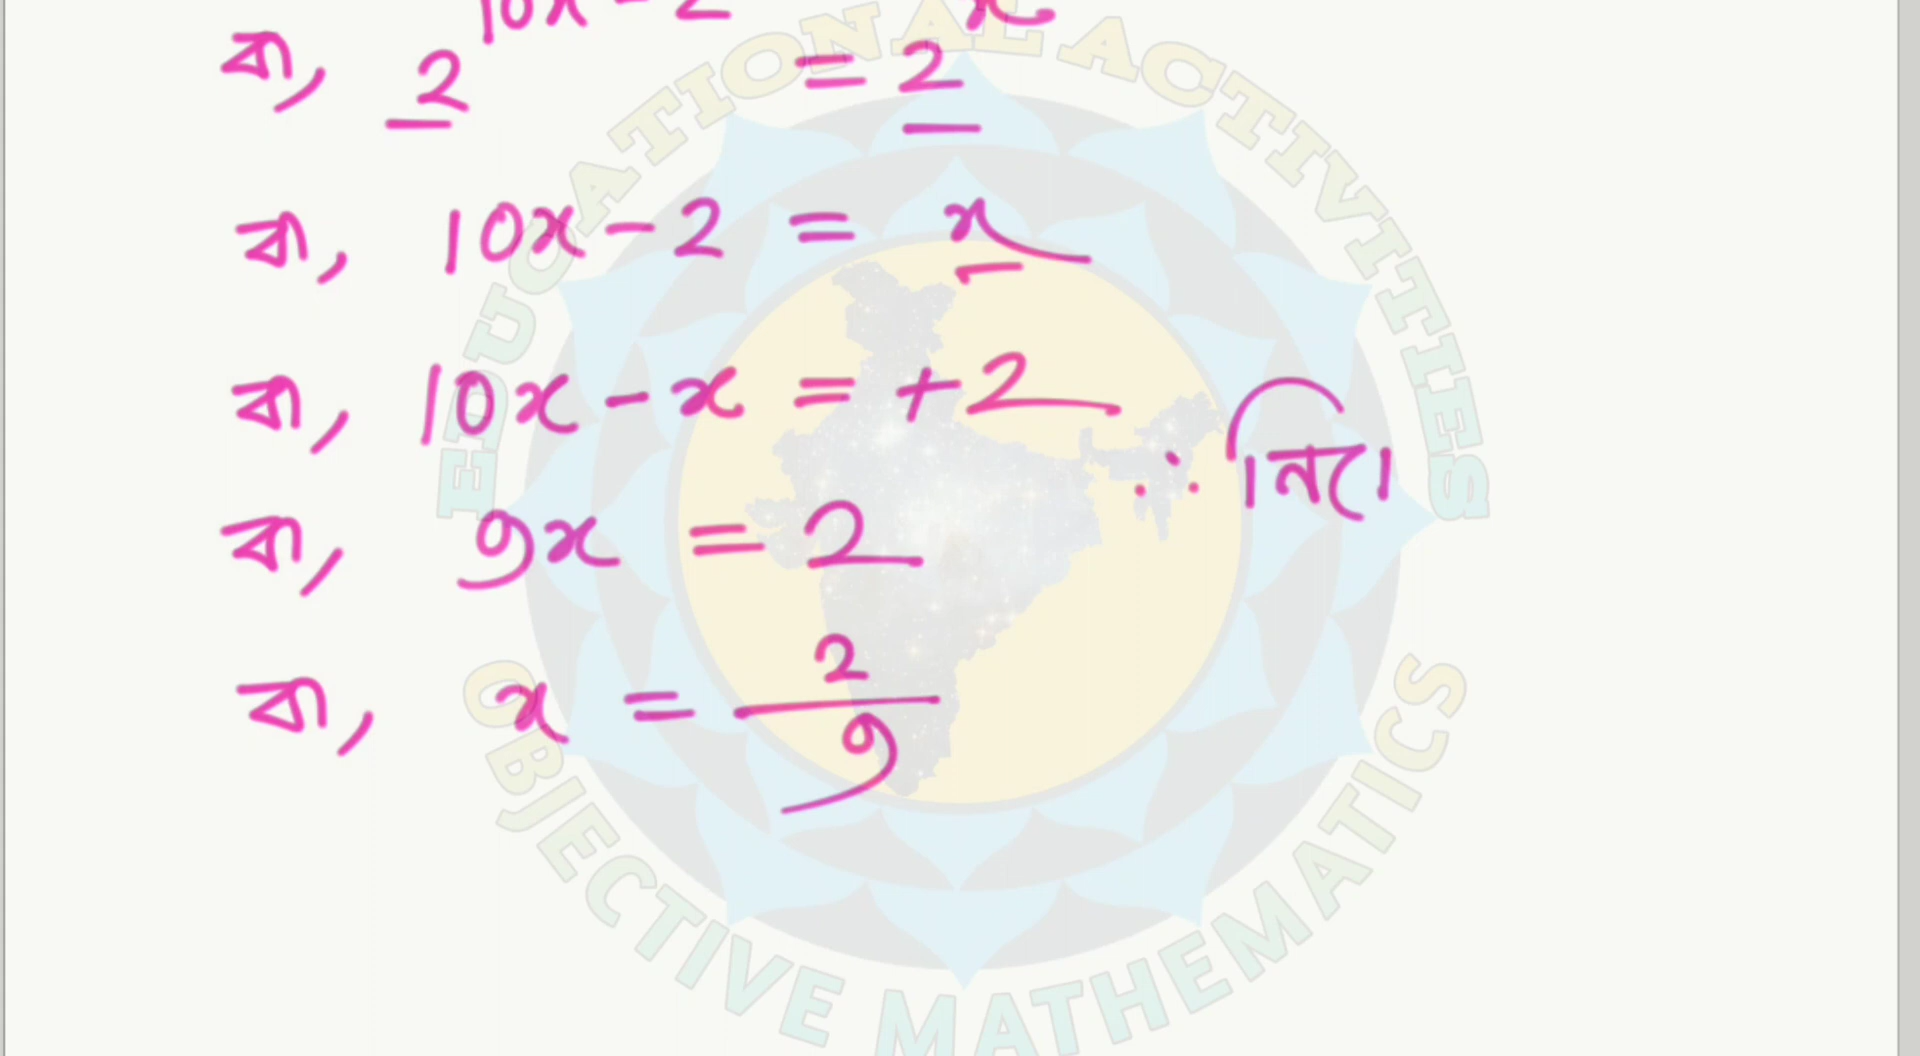 বা, 2^{10x-2} = 2^{x}
বা, 10x-2 = x
বা, 10x-x = +2
বা, 9x = 2
বা, x = 2/9
∴
EDUCATIONAL ACTIVITIES
OBJECTIVE MATHEMATICS